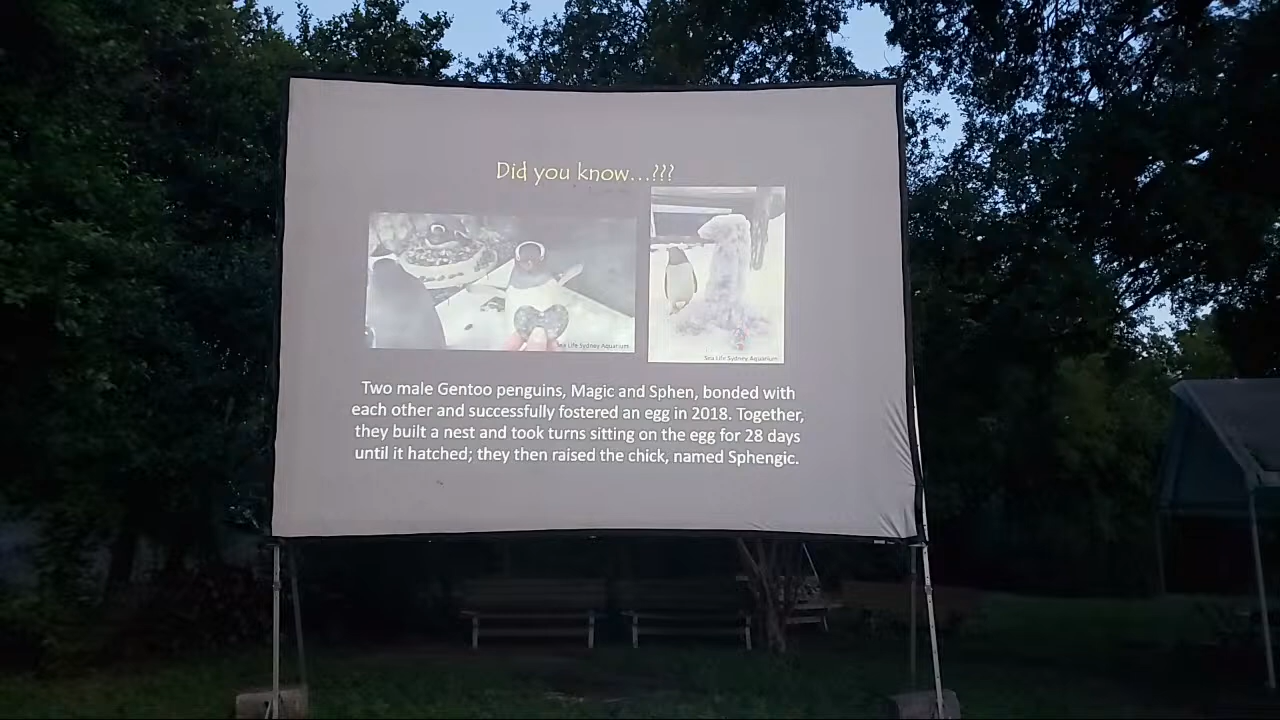 Did you know...???
Sea Life Sydney Aquarium
Sea Life Sydney Aquarium
Two male Gentoo penguins, Magic and Sphen, bonded with
each other and successfully fostered an egg in 2018. Together,
they built a nest and took turns sitting on the egg for 28 days
until it hatched; they then raised the chick, named Sphengic.